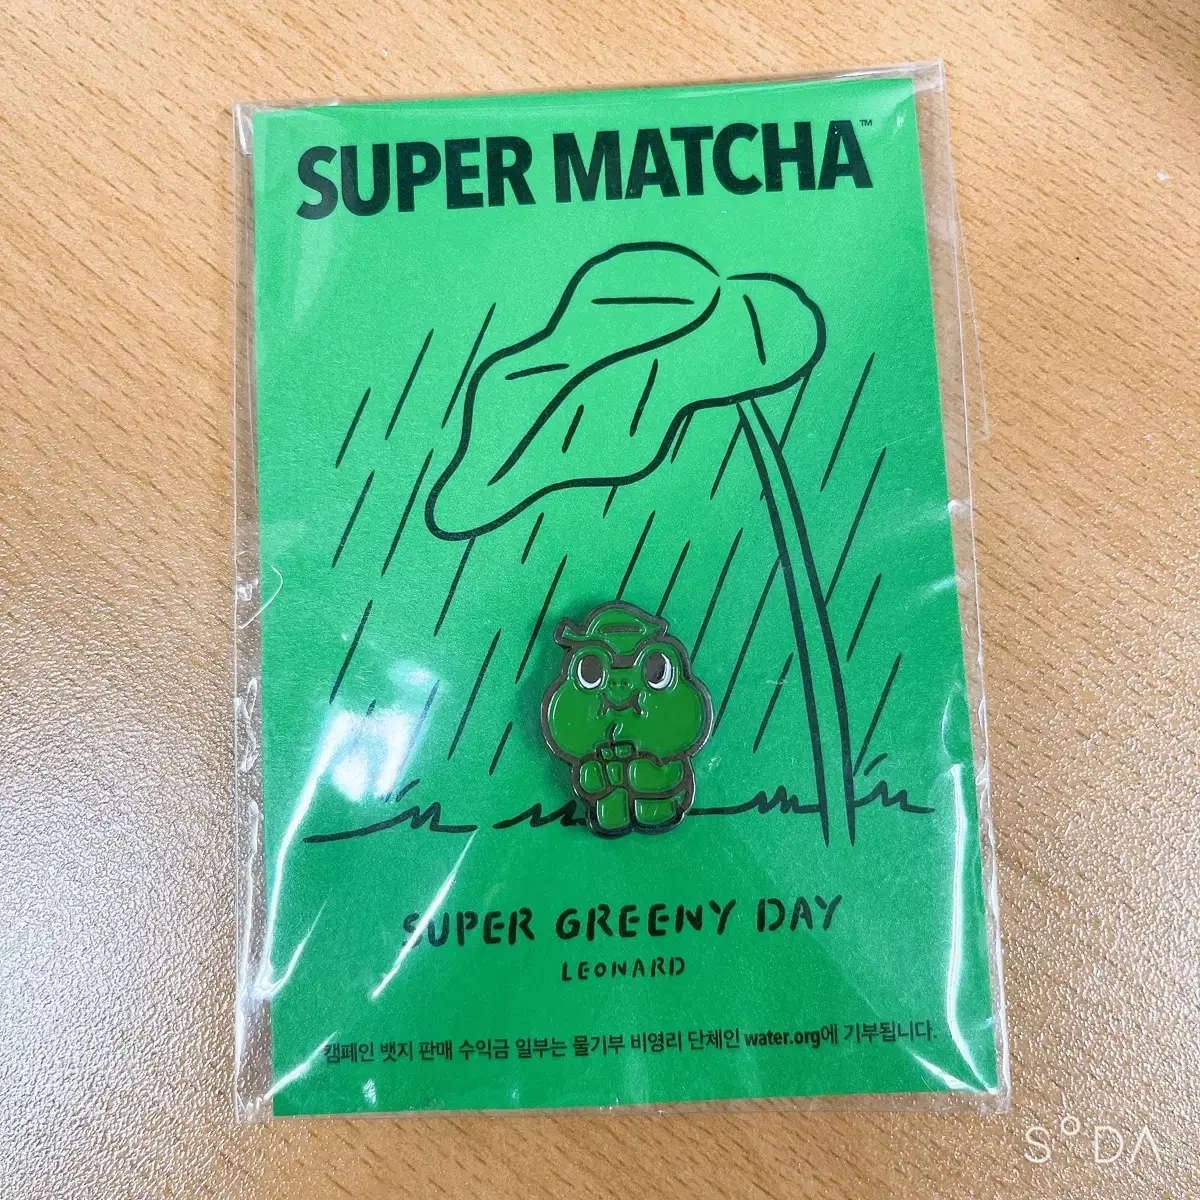 SUPER MATCHA™
SUPER GREENY DAY
LEONARD
캠페인 뱃지 판매 수익금 일부는 물기부 비영리 단체인 water.org에 기부됩니다.
SODA